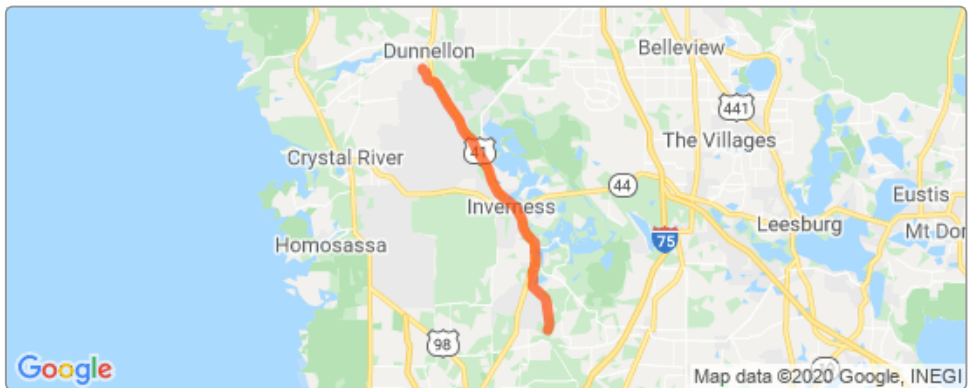 Dunnellon
Belleview
441
The Villages
41
Crystal River
44
Eustis
Inverness
Leesburg
Mt Dor
75
Homosassa
98
Google
Map data ©2020 Google, INEGI